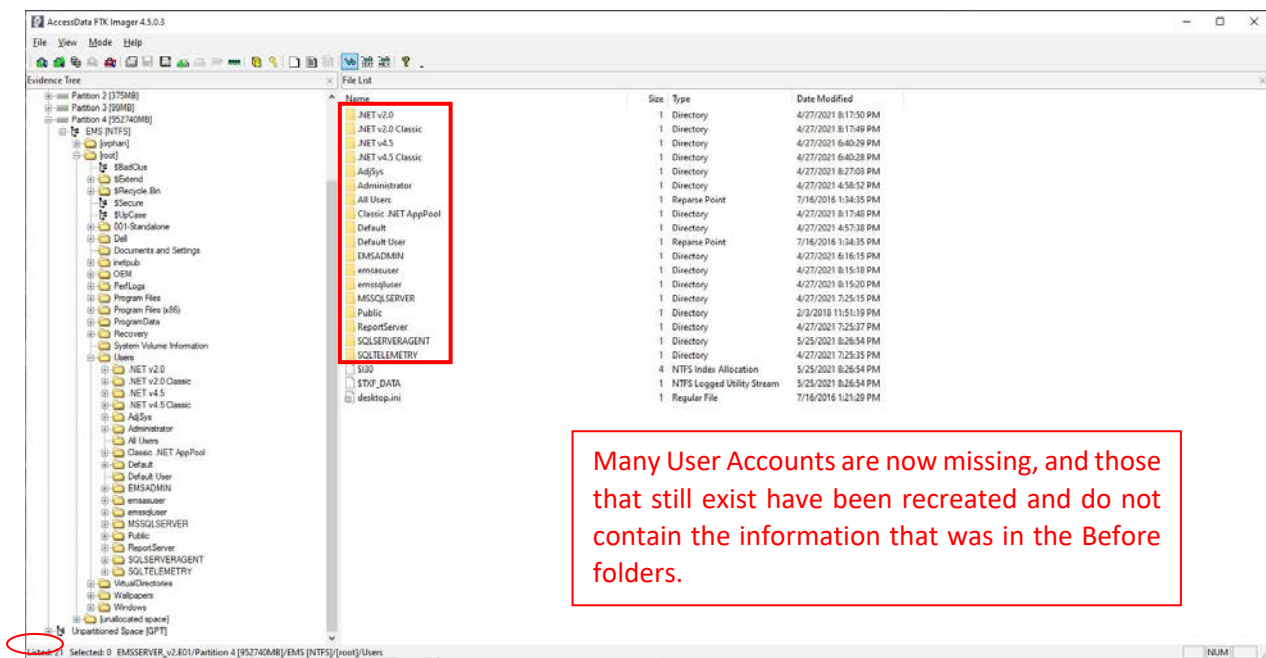 AccessData FTK Imager 4.5.0.3
File View Mode Help
Evidence Tree
File List
Partition 2 [375MB]
Partition 3 [99MB]
Partition 4 [952740MB]
EMS [NTFS]
[orphan]
[root]
$BadClus
$Extend
$Recycle.Bin
$Secure
$UpCase
001-Standalone
Dell
Documents and Settings
inetpub
OEM
PerfLogs
Program Files
Program Files (x86)
ProgramData
Recovery
System Volume Information
Users
.NET v2.0
.NET v2.0 Classic
.NET v4.5
.NET v4.5 Classic
AdjSys
Administrator
All Users
Classic .NET AppPool
Default
Default User
EMSADMIN
emsasuser
emssqluser
MSSQLSERVER
Public
ReportServer
SQLSERVERAGENT
SQLTELEMETRY
VirtualDirectories
Wallpapers
Windows
[unallocated space]
Unpartitioned Space [GPT]
Name Size Type Date Modified
.NET v2.0 1 Directory 4/27/2021 8:17:50 PM
.NET v2.0 Classic 1 Directory 4/27/2021 8:17:49 PM
.NET v4.5 1 Directory 4/27/2021 6:40:29 PM
.NET v4.5 Classic 1 Directory 4/27/2021 6:40:28 PM
AdjSys 1 Directory 4/27/2021 8:27:03 PM
Administrator 1 Directory 4/27/2021 4:58:52 PM
All Users 1 Reparse Point 7/16/2016 1:34:35 PM
Classic .NET AppPool 1 Directory 4/27/2021 8:17:48 PM
Default 1 Directory 4/27/2021 4:57:38 PM
Default User 1 Reparse Point 7/16/2016 1:34:35 PM
EMSADMIN 1 Directory 4/27/2021 6:16:15 PM
emsasuser 1 Directory 4/27/2021 8:15:18 PM
emssqluser 1 Directory 4/27/2021 8:15:20 PM
MSSQLSERVER 1 Directory 4/27/2021 7:25:15 PM
Public 1 Directory 2/3/2018 11:51:19 PM
ReportServer 1 Directory 4/27/2021 7:25:37 PM
SQLSERVERAGENT 1 Directory 5/25/2021 8:26:54 PM
SQLTELEMETRY 1 Directory 4/27/2021 7:25:35 PM
$I30 4 NTFS Index Allocation 5/25/2021 8:26:54 PM
$TXF_DATA 1 NTFS Logged Utility Stream 5/25/2021 8:26:54 PM
desktop.ini 1 Regular File 7/16/2016 1:21:29 PM
Many User Accounts are now missing, and those
that still exist have been recreated and do not
contain the information that was in the Before
folders.
Listed: 21 Selected: 0 EMSSERVER_v2.E01/Partition 4 [952740MB]/EMS [NTFS]/[root]/Users
NUM